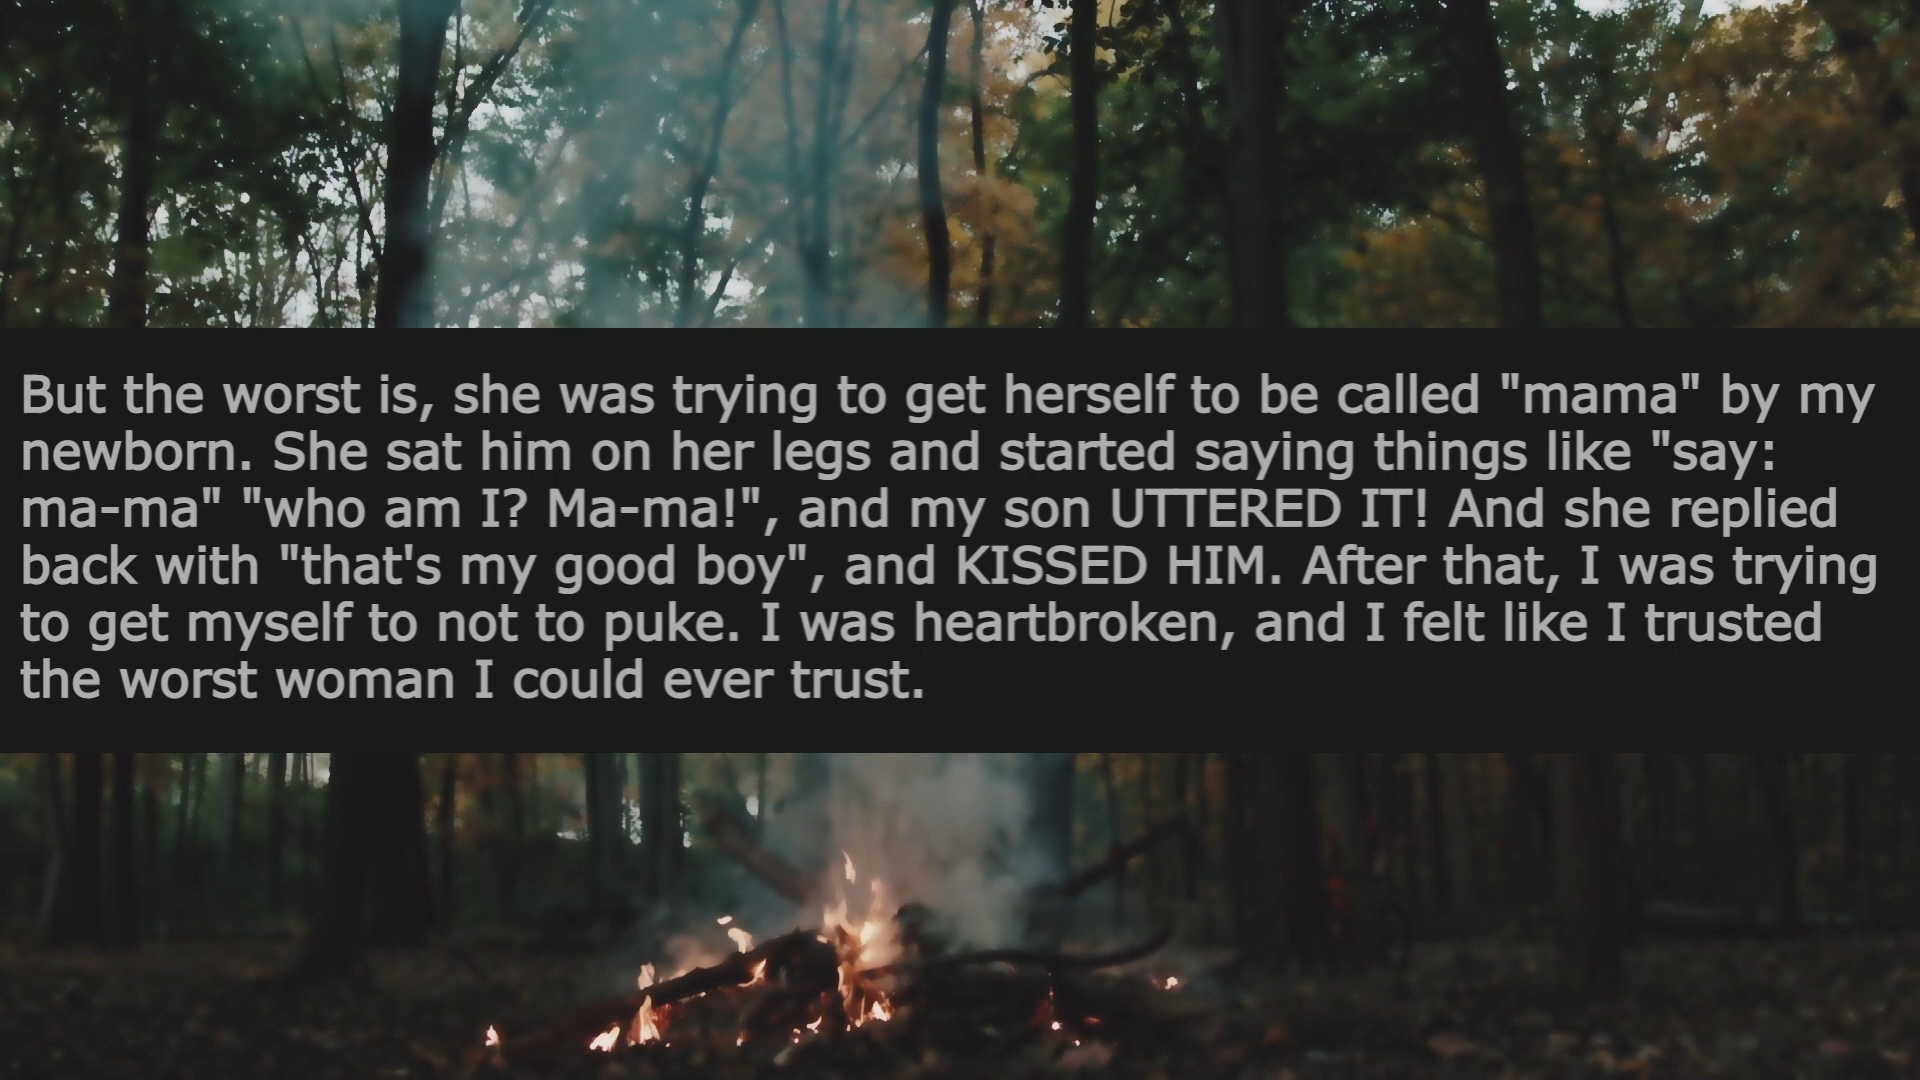 But the worst is, she was trying to get herself to be called "mama" by my
newborn. She sat him on her legs and started saying things like "say:
ma-ma" "who am I? Ma-ma!", and my son UTTERED IT! And she replied
back with "that's my good boy", and KISSED HIM. After that, I was trying
to get myself to not to puke. I was heartbroken, and I felt like I trusted
the worst woman I could ever trust.